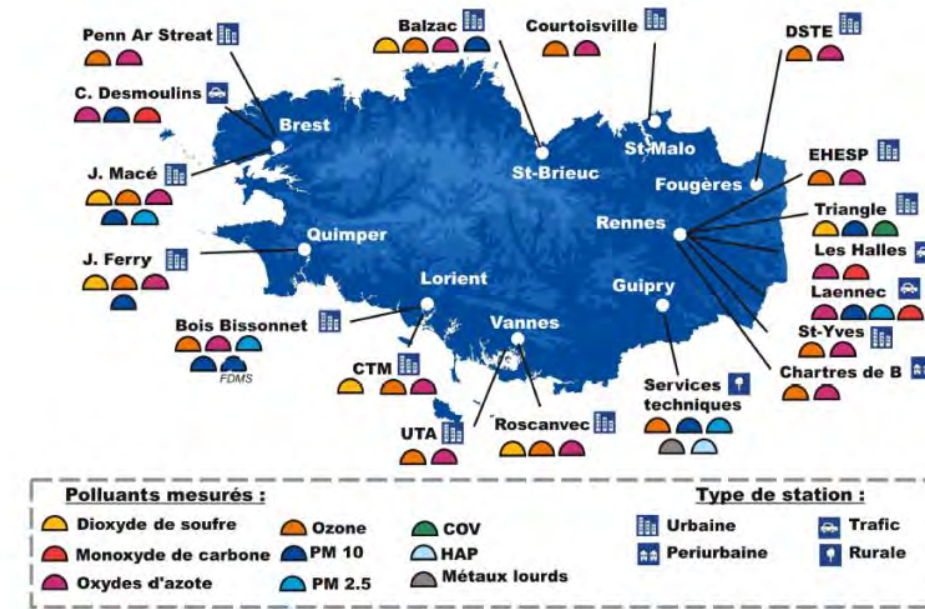 Penn Ar Streat
C. Desmoulins
J. Macé
J. Ferry
Bois Bissonnet
FDMS
CTM
UTA
Roscanvec
Balzac
Courtoisville
DSTE
EHESP
Triangle
Les Halles
Laennec
St-Yves
Chartres de B
Services
techniques
Brest
Quimper
Lorient
Vannes
St-Brieuc
St-Malo
Fougères
Rennes
Guipry
Polluants mesurés :
Dioxyde de soufre
Monoxyde de carbone
Oxydes d'azote
Ozone
PM 10
PM 2.5
COV
HAP
Métaux lourds
Type de station :
Urbaine
Periurbaine
Trafic
Rurale